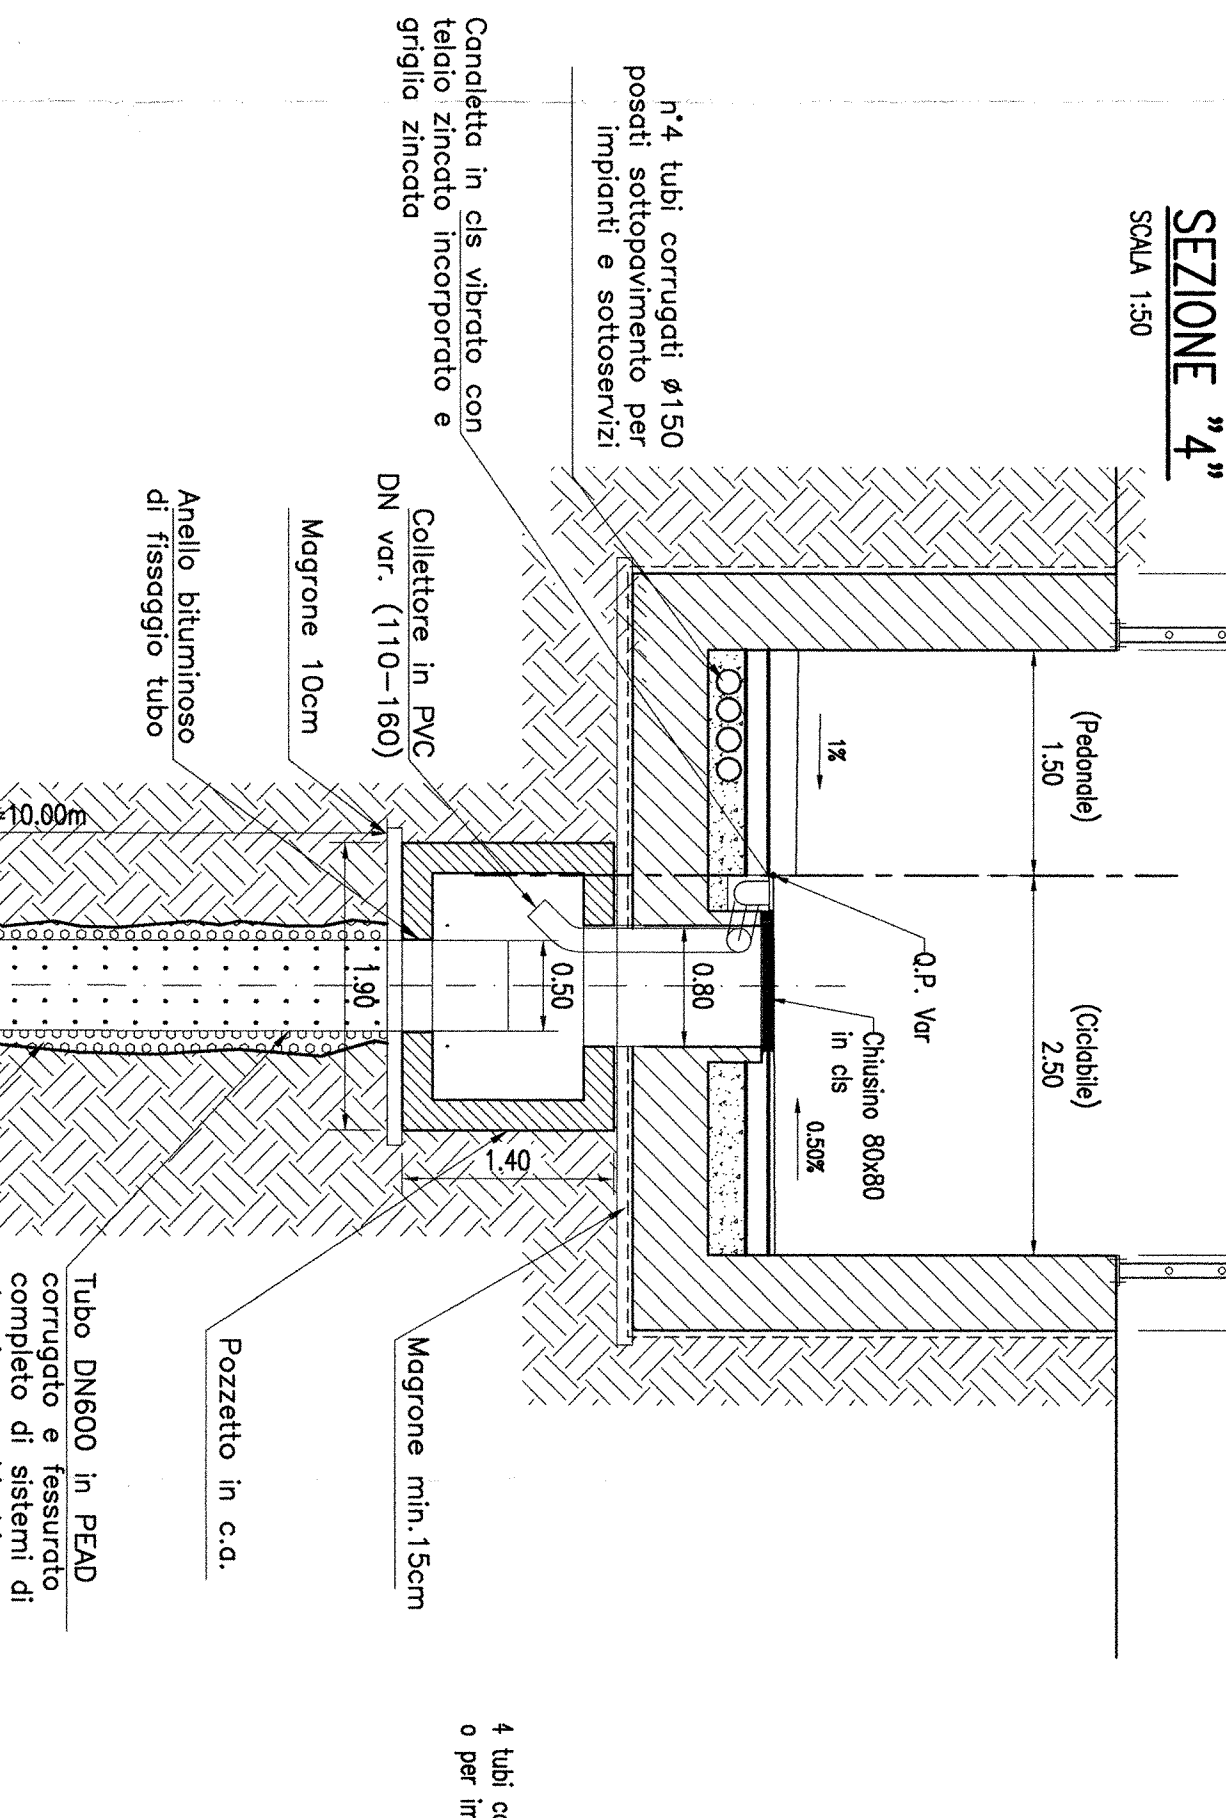 SEZIONE "4"
SCALA 1:50
(Pedonale)
1.50
(Ciclabile)
2.50
1%
0.50%
Q.P. Var
Chiusino 80x80
in cls
n°4 tubi corrugati ø150
posati sottopavimento per
impianti e sottoservizi
Canaletta in cls vibrato con
telaio zincato incorporato e
griglia zincata
0.80
0.50
1.40
1.90
Collettore in PVC
DN var. (110-160)
Magrone 10cm
Anello bituminoso
di fissaggio tubo
=10.00m
Magrone min.15cm
Pozzetto in c.a.
Tubo DN600 in PEAD
corrugato e fessurato
completo di sistemi di
4 tubi
per